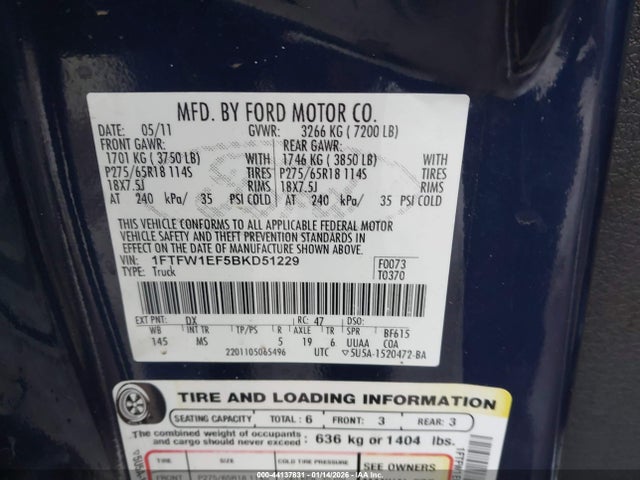 MFD. BY FORD MOTOR CO.
DATE: 05/11 GVWR: 3266 KG ( 7200 LB)
FRONT GAWR: REAR GAWR:
1701 KG ( 3750 LB) WITH 1746 KG ( 3850 LB) WITH
P275/65R18 114S TIRES P275/65R18 114S TIRES
18X7.5J RIMS 18X7.5J RIMS
AT 240 kPa/ 35 PSI COLD AT 240 kPa/ 35 PSI COLD
THIS VEHICLE CONFORMS TO ALL APPLICABLE FEDERAL MOTOR
VEHICLE SAFETY AND THEFT PREVENTION STANDARDS
IN EFFECT ON THE DATE OF MANUFACTURE SHOWN ABOVE.
VIN: 1FTFW1EF5BKD51229 F0073
TYPE: Truck T0370
EXT PNT: DX RC: 47 DSO:
WB INT TR TP/PS R AXLE TR SPR BF615
145 MS 5 19 6 UUAA COA
2201105065496 UTC 5U5A-1520472-BA
TIRE AND LOADING INFORMATION
SEATING CAPACITY TOTAL : 6 FRONT: 3 REAR: 3
The combined weight of occupants
and cargo should never exceed: 636 kg or 1404 lbs.
TIRE SIZE COLD TIRE PRESSURE SEE OWNERS
FRONT P275/65R18
000-44137831 - 01/14/2026 - IAAI Holdings, LLC